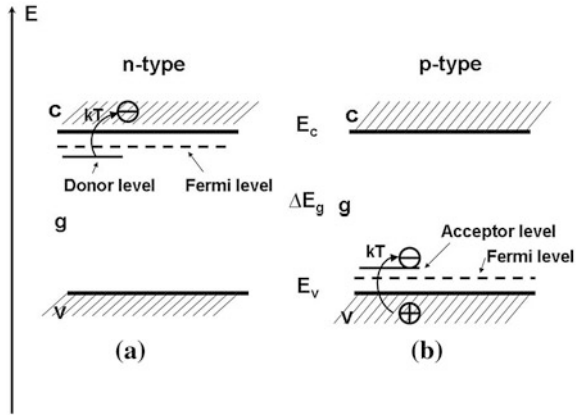 E
n-type
p-type
C
kT
⊖
E_c
C
Donor level
Fermi level
g
ΔE_g g
Acceptor level
kT
⊖
Fermi level
E_v
V
⊕
V
(a)
(b)